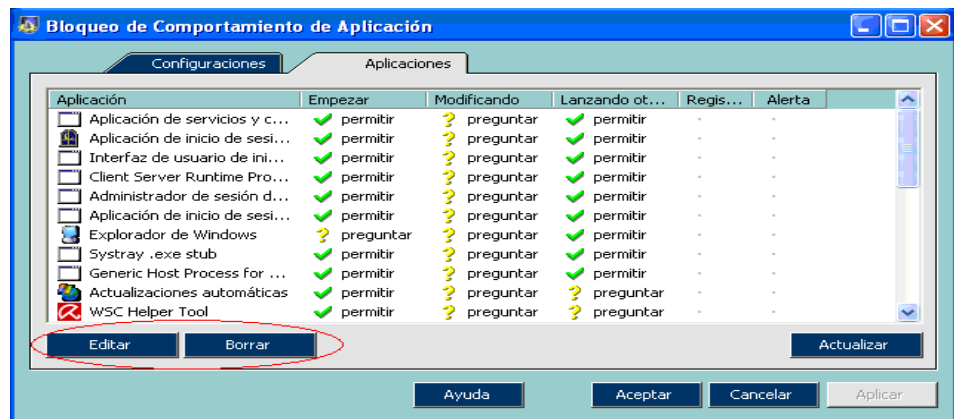 Bloqueo de Comportamiento de Aplicación
Configuraciones Aplicaciones
Aplicación Empezar Modificando Lanzando ot... Regis... Alerta
Aplicación de servicios y c... permitir preguntar permitir - -
Aplicación de inicio de sesi... permitir preguntar permitir - -
Interfaz de usuario de ini... permitir preguntar permitir - -
Client Server Runtime Pro... permitir preguntar permitir - -
Administrador de sesión d... permitir preguntar permitir - -
Aplicación de inicio de sesi... permitir preguntar permitir - -
Explorador de Windows preguntar preguntar permitir - -
Systray .exe stub permitir preguntar permitir - -
Generic Host Process for ... permitir preguntar permitir - -
Actualizaciones automáticas permitir preguntar preguntar - -
WSC Helper Tool permitir preguntar preguntar - -
Editar Borrar Actualizar
Ayuda Aceptar Cancelar Aplicar